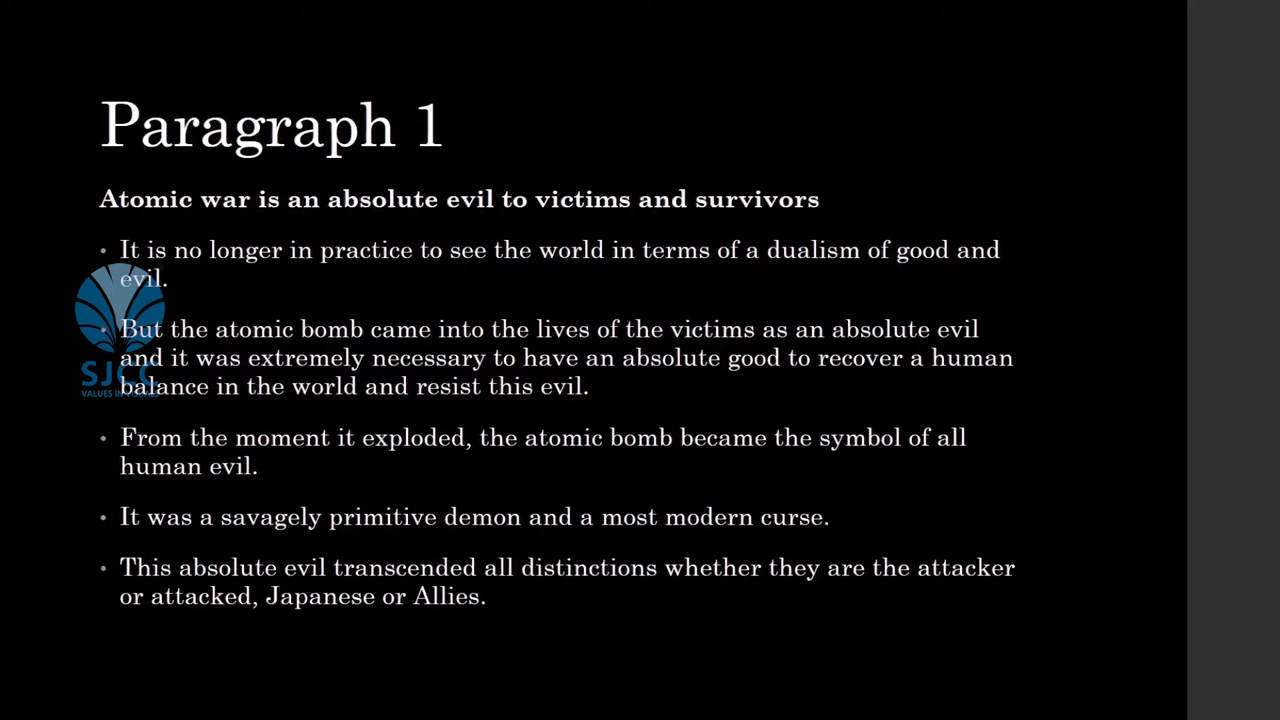 Paragraph 1
Atomic war is an absolute evil to victims and survivors
• It is no longer in practice to see the world in terms of a dualism of good and
evil.
• But the atomic bomb came into the lives of the victims as an absolute evil
and it was extremely necessary to have an absolute good to recover a human
balance in the world and resist this evil.
SJCC
VALUES IN VISUALS
• From the moment it exploded, the atomic bomb became the symbol of all
human evil.
• It was a savagely primitive demon and a most modern curse.
• This absolute evil transcended all distinctions whether they are the attacker
or attacked, Japanese or Allies.